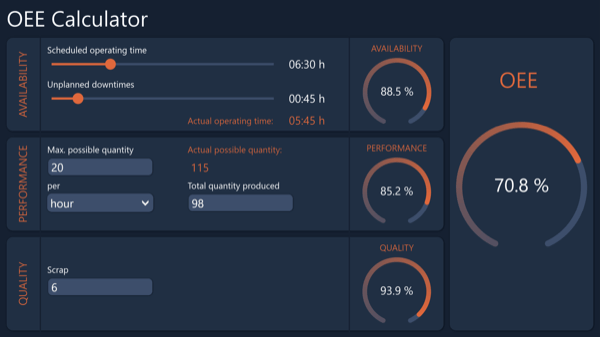 OEE Calculator
AVAILABILITY
Scheduled operating time
06:30 h
Unplanned downtimes
00:45 h
Actual operating time: 05:45 h
AVAILABILITY
88.5 %
PERFORMANCE
Max. possible quantity
20
per
hour
Actual possible quantity:
115
Total quantity produced
98
PERFORMANCE
85.2 %
QUALITY
Scrap
6
QUALITY
93.9 %
OEE
70.8 %